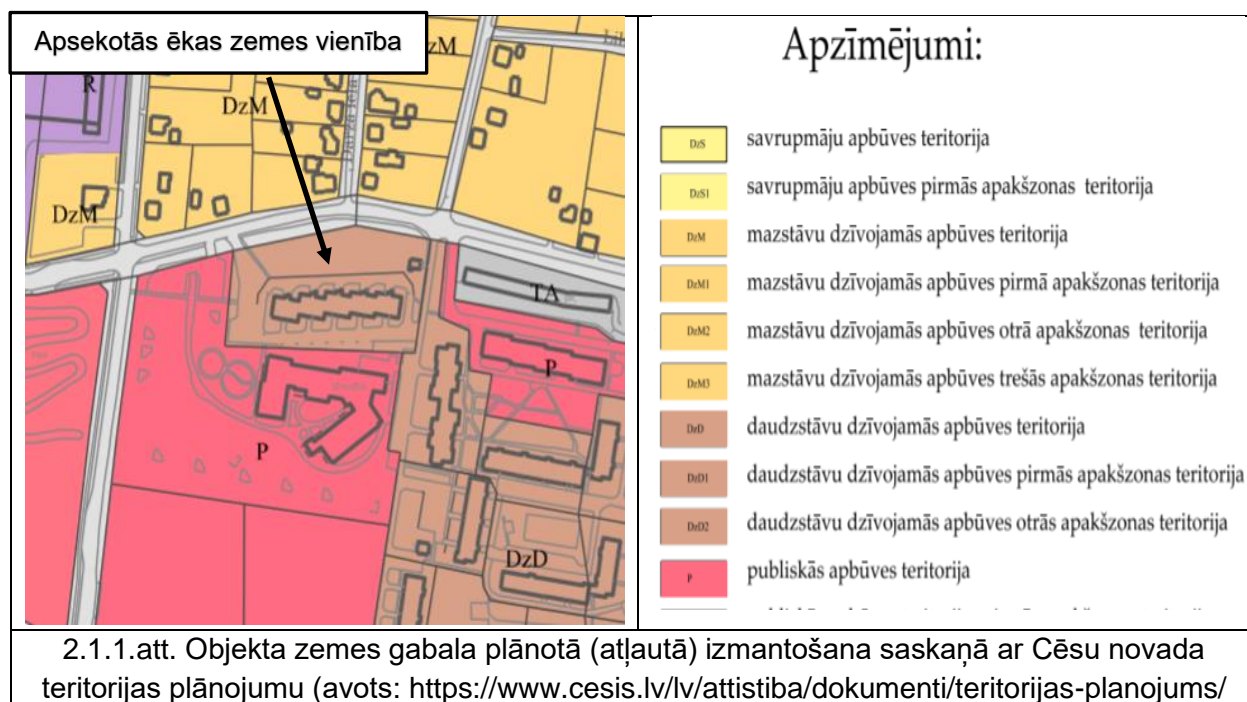 Apsekotās ēkas zemes vienība
DzM
R
DzM
DzM
TA
P
P
DzD
Apzīmējumi:
DzS savrupmāju apbūves teritorija
DzS1 savrupmāju apbūves pirmās apakšzonas teritorija
DzM mazstāvu dzīvojamās apbūves teritorija
DzM1 mazstāvu dzīvojamās apbūves pirmā apakšzonas teritorija
DzM2 mazstāvu dzīvojamās apbūves otrā apakšzonas teritorija
DzM3 mazstāvu dzīvojamās apbūves trešās apakšzonas teritorija
DzD daudzstāvu dzīvojamās apbūves teritorija
DzD1 daudzstāvu dzīvojamās apbūves pirmās apakšzonas teritorija
DzD2 daudzstāvu dzīvojamās apbūves otrās apakšzonas teritorija
P publiskās apbūves teritorija
2.1.1.att. Objekta zemes gabala plānotā (atļautā) izmantošana saskaņā ar Cēsu novada
teritorijas plānojumu (avots: https://www.cesis.lv/lv/attistiba/dokumenti/teritorijas-planojums/